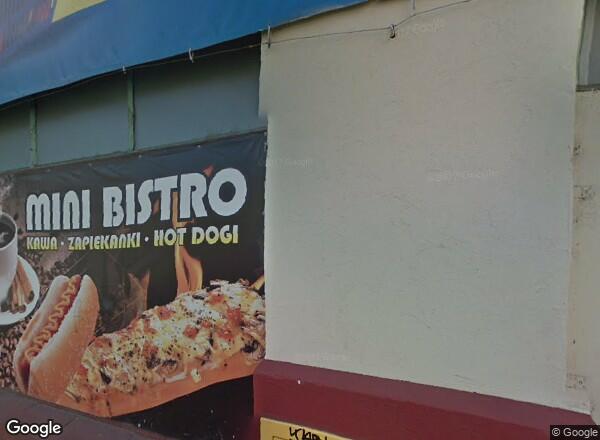 MINI BISTRO
KAWA · ZAPIEKANKI · HOT DOGI
Google
© Google